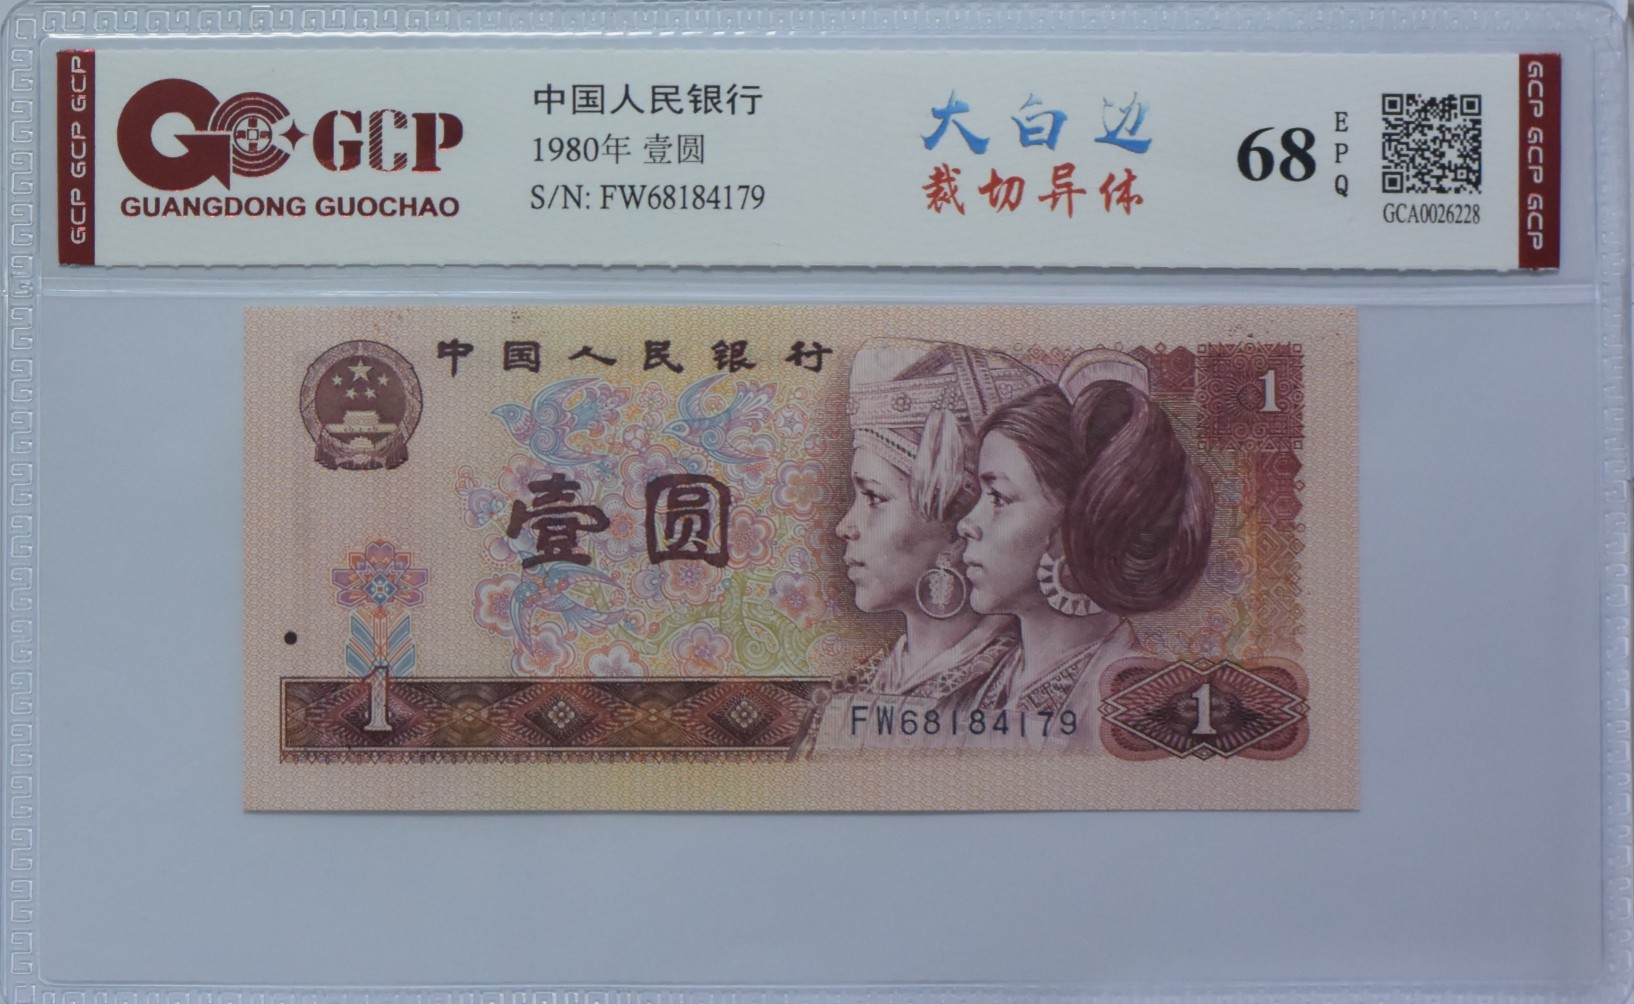 GCP GCP GCP
GCP
GUANGDONG GUOCHAO
中国人民银行
1980年 壹圆
S/N: FW68184179
大白边
裁切异体
68
EPQ
GCA0026228
GCP GCP GCP
中国人民银行
1
壹圆
1
FW68184179
1